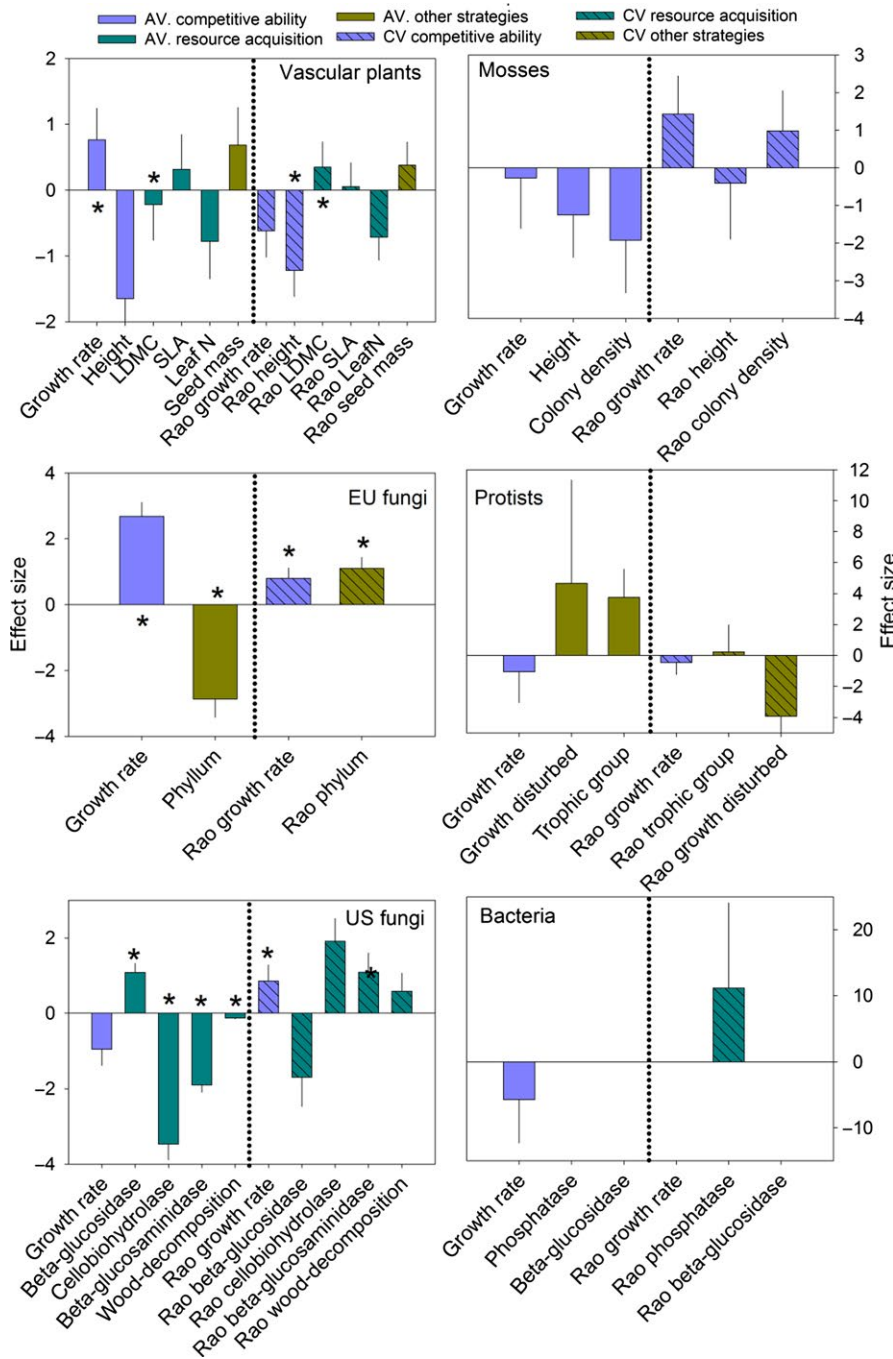 AV. competitive ability
AV. other strategies
CV resource acquisition
AV. resource acquisition
CV competitive ability
CV other strategies
Vascular plants
2
1
0
−1
−2
*
*
*
*
Growth rate
Height
LDMC
SLA
Leaf N
Seed mass
Rao growth rate
Rao height
Rao LDMC
Rao SLA
Rao LeafN
Rao seed mass
Mosses
3
2
1
0
−1
−2
−3
−4
Growth rate
Height
Colony density
Rao growth rate
Rao height
Rao colony density
EU fungi
Effect size
4
2
0
−2
−4
*
*
*
*
Growth rate
Phyllum
Rao growth rate
Rao phylum
Protists
Effect size
12
10
8
6
4
2
0
−2
−4
Growth rate
Growth disturbed
Trophic group
Rao growth rate
Rao trophic group
Rao growth disturbed
US fungi
2
0
−2
−4
*
*
*
*
*
*
Growth rate
Beta-glucosidase
Cellobiohydrolase
Beta-glucosaminidase
Wood-decomposition
Rao growth rate
Rao beta-glucosidase
Rao cellobiohydrolase
Rao beta-glucosaminidase
Rao wood-decomposition
Bacteria
20
10
0
−10
Growth rate
Phosphatase
Beta-glucosidase
Rao growth rate
Rao phosphatase
Rao beta-glucosidase